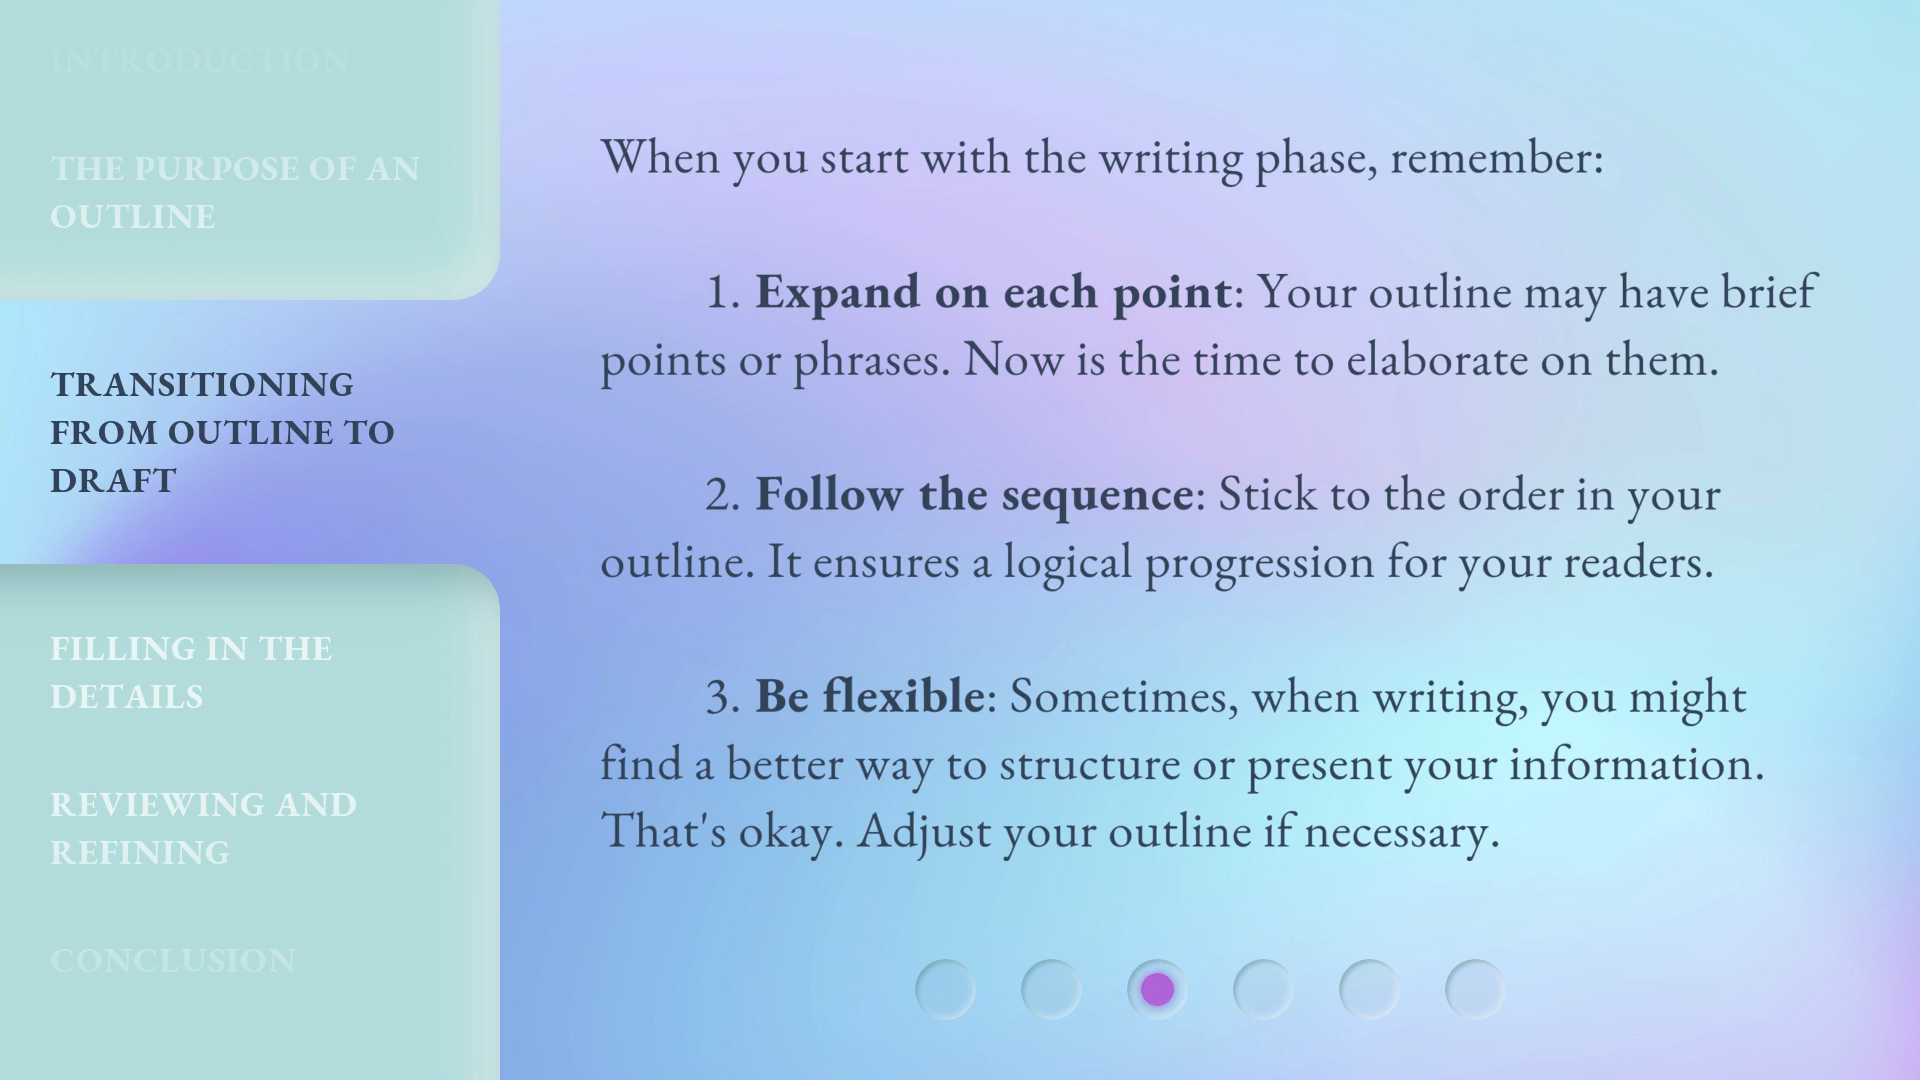 INTRODUCTION
THE PURPOSE OF AN
OUTLINE
TRANSITIONING
FROM OUTLINE TO
DRAFT
FILLING IN THE
DETAILS
REVIEWING AND
REFINING
CONCLUSION
When you start with the writing phase, remember:
1. Expand on each point: Your outline may have brief
points or phrases. Now is the time to elaborate on them.
2. Follow the sequence: Stick to the order in your
outline. It ensures a logical progression for your readers.
3. Be flexible: Sometimes, when writing, you might
find a better way to structure or present your information.
That's okay. Adjust your outline if necessary.